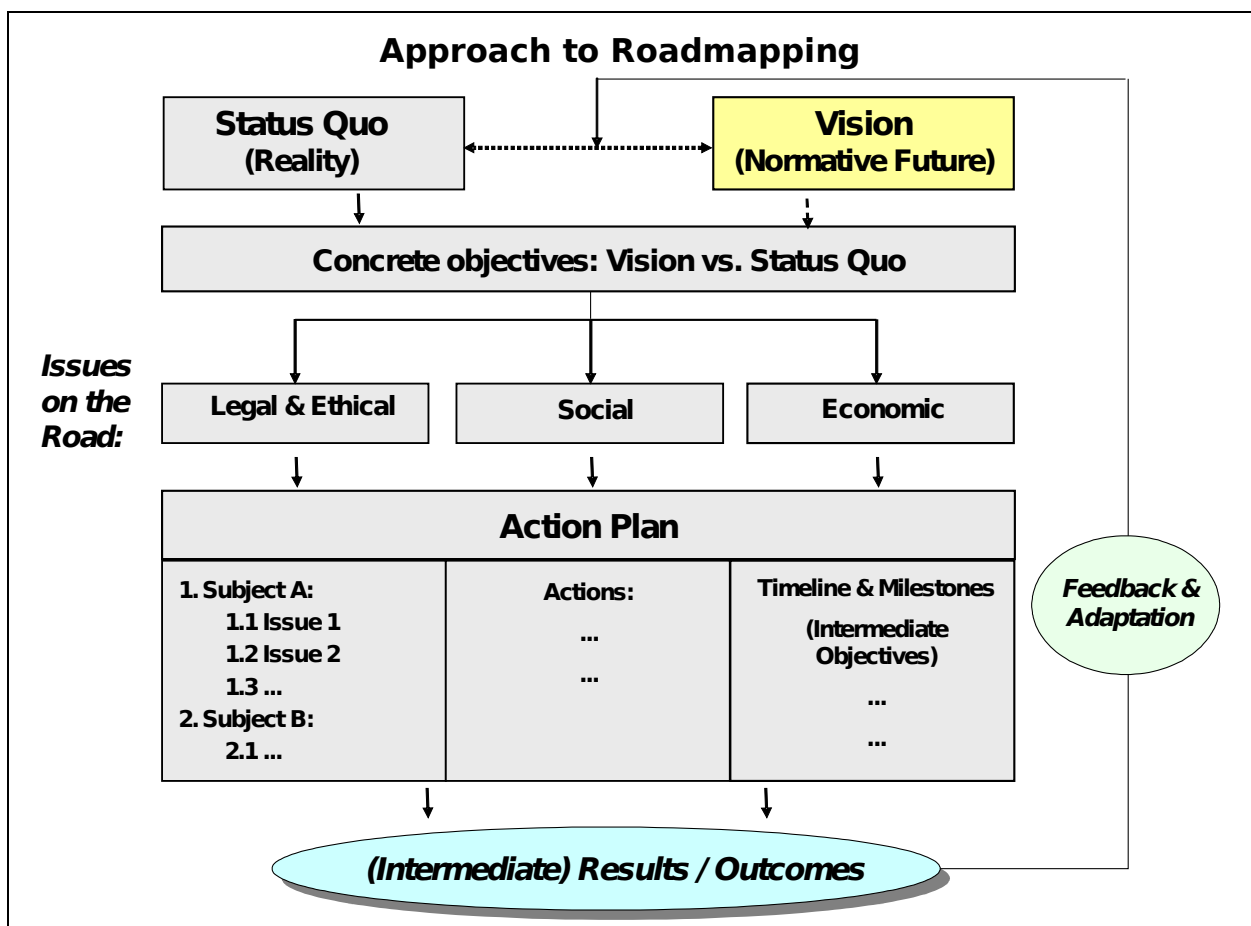 Approach to Roadmapping
Status Quo
(Reality)
Vision
(Normative Future)
Concrete objectives: Vision vs. Status Quo
Issues
on the
Road:
Legal & Ethical
Social
Economic
Action Plan
1. Subject A:
1.1 Issue 1
1.2 Issue 2
1.3 ...
2. Subject B:
2.1 ...
Actions:
...
...
Timeline & Milestones
(Intermediate
Objectives)
...
...
Feedback &
Adaptation
(Intermediate) Results / Outcomes